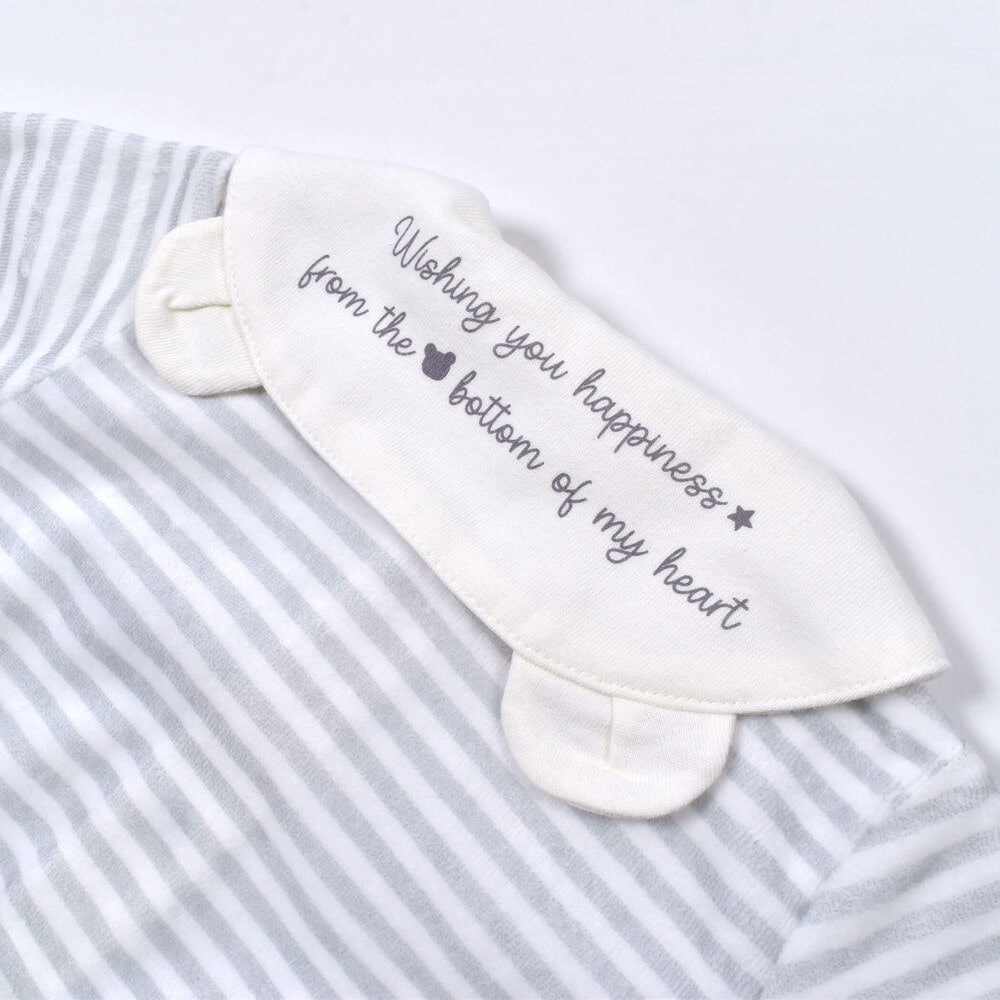 Wishing you happiness
from the bottom of my heart